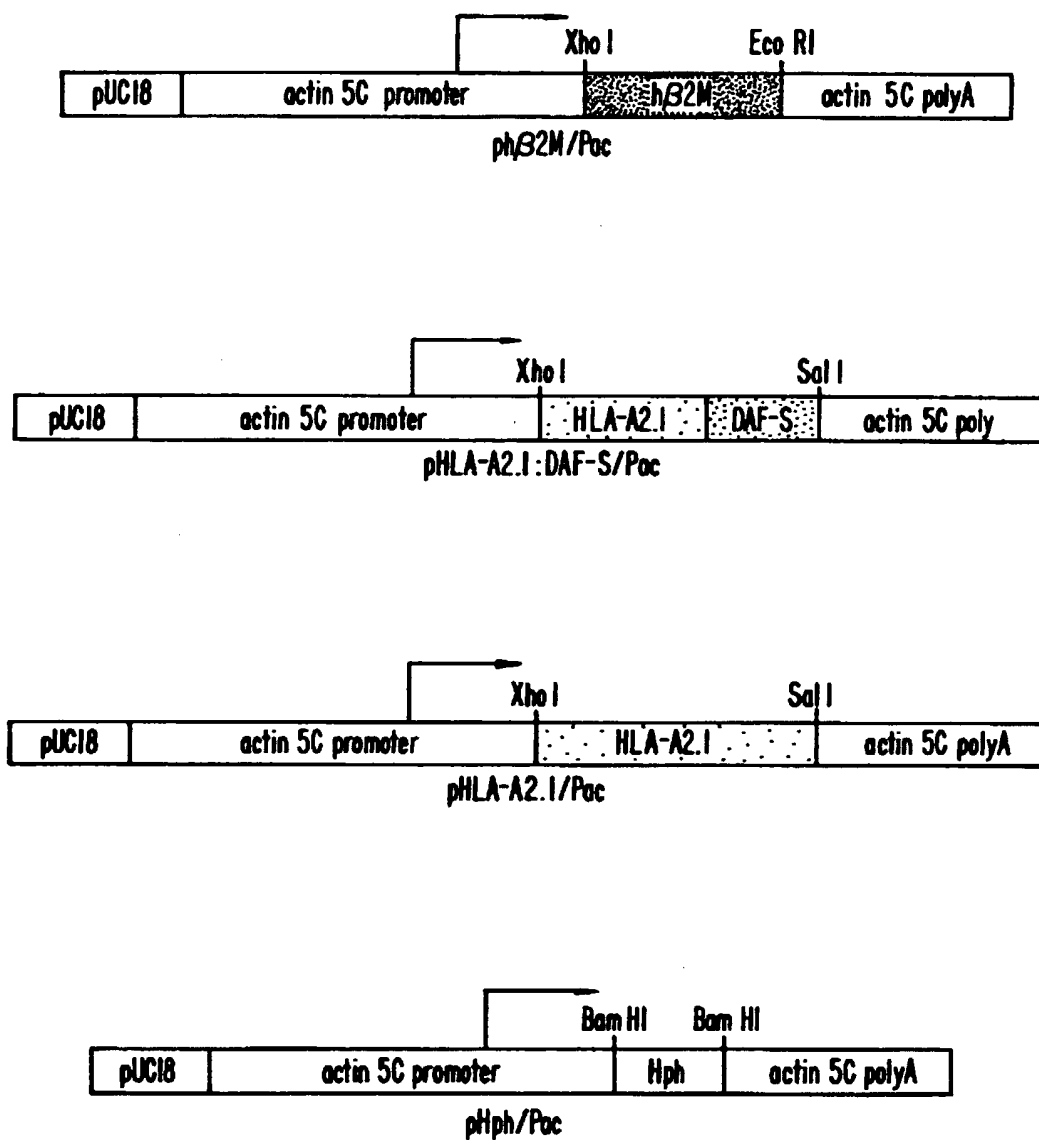 Xho I Eco RI
pUC18 actin 5C promoter hβ2M actin 5C polyA
phβ2M/Pac
Xho I Sal I
pUC18 actin 5C promoter HLA-A2.1 DAF-S actin 5C poly
pHLA-A2.1:DAF-S/Pac
Xho I Sal I
pUC18 actin 5C promoter HLA-A2.1 actin 5C polyA
pHLA-A2.1/Pac
Bam HI Bam HI
pUC18 actin 5C promoter Hph actin 5C polyA
pHph/Pac